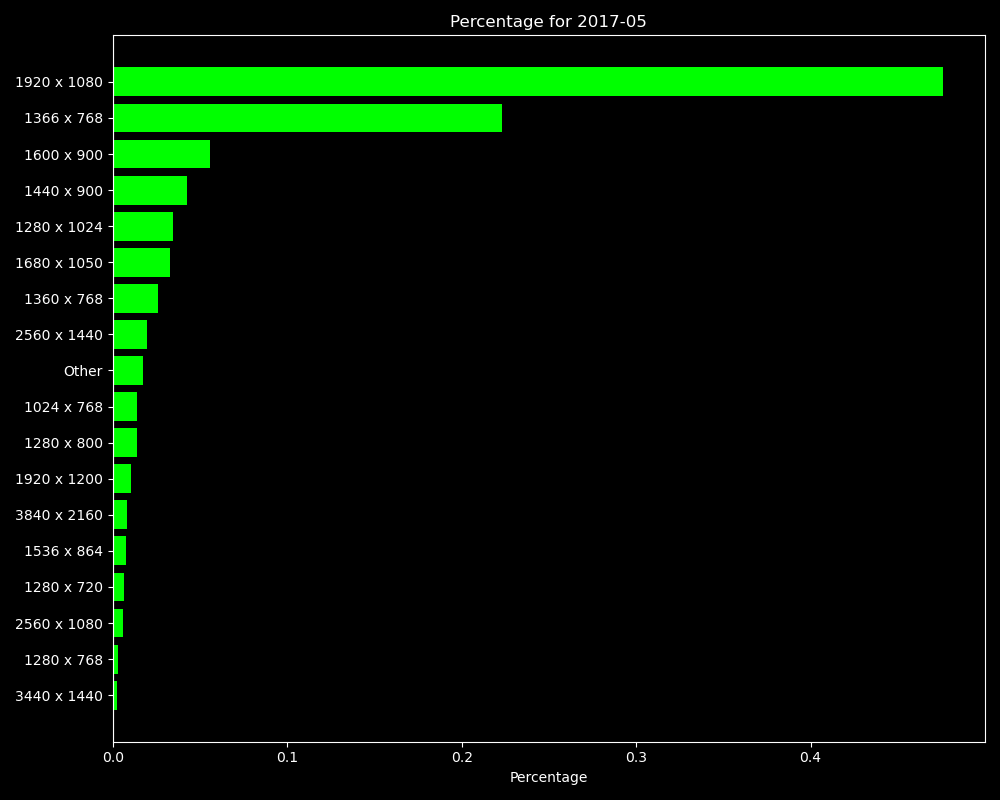 Percentage for 2017-05
1920 x 1080
1366 x 768
1600 x 900
1440 x 900
1280 x 1024
1680 x 1050
1360 x 768
2560 x 1440
Other
1024 x 768
1280 x 800
1920 x 1200
3840 x 2160
1536 x 864
1280 x 720
2560 x 1080
1280 x 768
3440 x 1440
0.0 0.1 0.2 0.3 0.4
Percentage